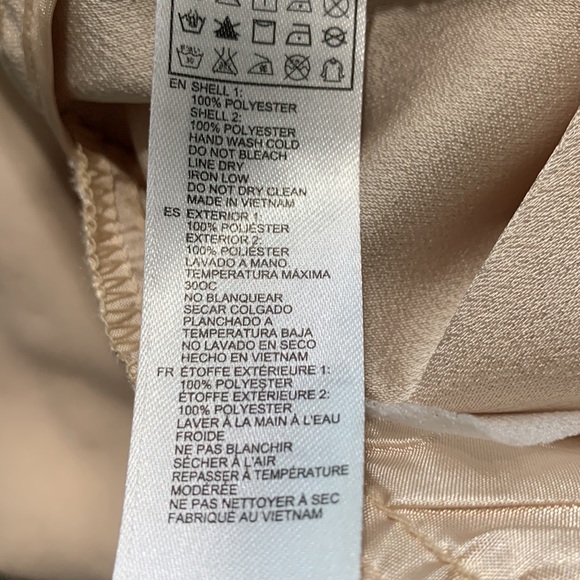 EN SHELL 1:
100% POLYESTER
SHELL 2:
100% POLYESTER
HAND WASH COLD
DO NOT BLEACH
LINE DRY
IRON LOW
DO NOT DRY CLEAN
MADE IN VIETNAM
ES EXTERIOR 1:
100% POLIÉSTER
EXTERIOR 2:
100% POLIÉSTER
LAVADO A MANO
TEMPERATURA MÁXIMA
30OC
NO BLANQUEAR
SECAR COLGADO
PLANCHADO A
TEMPERATURA BAJA
NO LAVADO EN SECO
HECHO EN VIETNAM
FR ÉTOFFE EXTÉRIEURE 1:
100% POLYESTER
ÉTOFFE EXTÉRIEURE 2:
100% POLYESTER
LAVER À LA MAIN À L'EAU
FROIDE
NE PAS BLANCHIR
SÉCHER À L'AIR
REPASSER À TEMPÉRATURE
MODÉRÉE
NE PAS NETTOYER À SEC
FABRIQUÉ AU VIETNAM